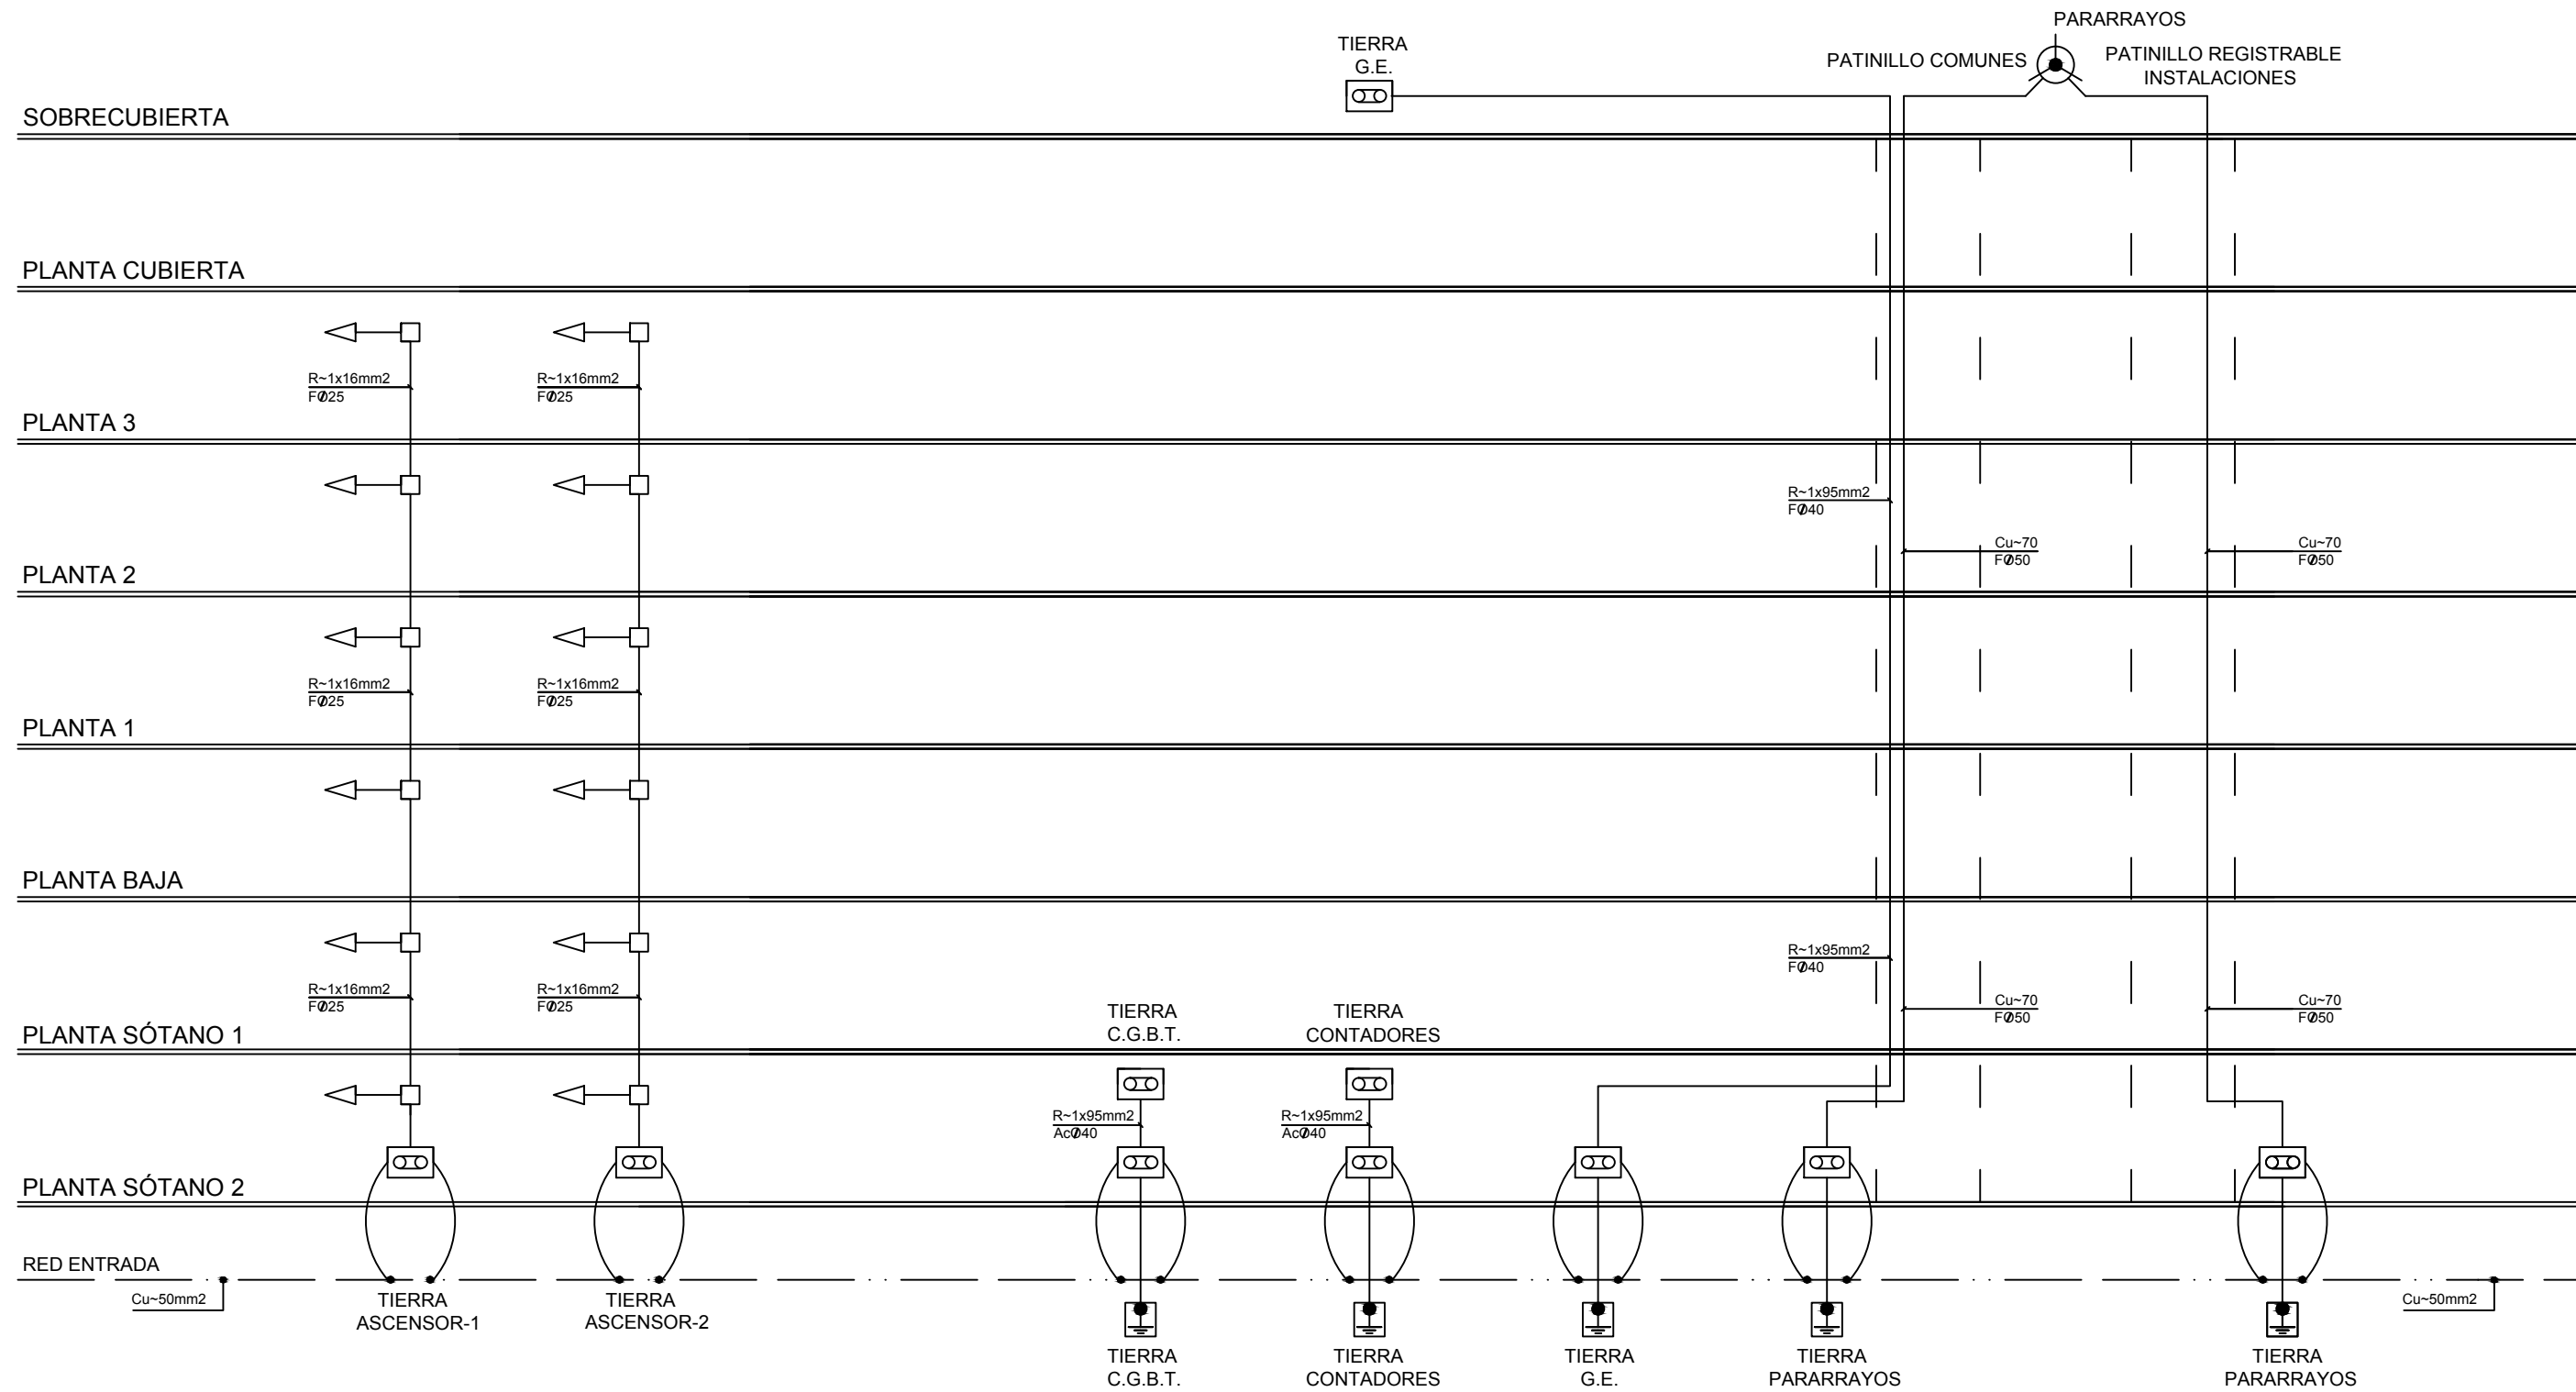 PARARRAYOS
TIERRA
G.E.
PATINILLO COMUNES
PATINILLO REGISTRABLE
INSTALACIONES
SOBRECUBIERTA
PLANTA CUBIERTA
R~1x16mm2
FØ25
R~1x16mm2
FØ25
PLANTA 3
R~1x95mm2
FØ40
Cu~70
FØ50
Cu~70
FØ50
PLANTA 2
R~1x16mm2
FØ25
R~1x16mm2
FØ25
PLANTA 1
PLANTA BAJA
R~1x95mm2
FØ40
R~1x16mm2
FØ25
R~1x16mm2
FØ25
Cu~70
FØ50
Cu~70
FØ50
TIERRA
C.G.B.T.
TIERRA
CONTADORES
PLANTA SÓTANO 1
R~1x95mm2
AcØ40
R~1x95mm2
AcØ40
PLANTA SÓTANO 2
RED ENTRADA
Cu~50mm2
TIERRA
ASCENSOR-1
TIERRA
ASCENSOR-2
Cu~50mm2
TIERRA
C.G.B.T.
TIERRA
CONTADORES
TIERRA
G.E.
TIERRA
PARARRAYOS
TIERRA
PARARRAYOS